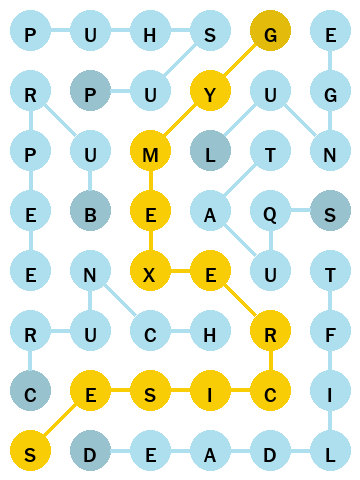 P U H S G E
R P U Y U G
P U M L T N
E B E A Q S
E N X E U T
R U C H R F
C E S I C I
S D E A D L